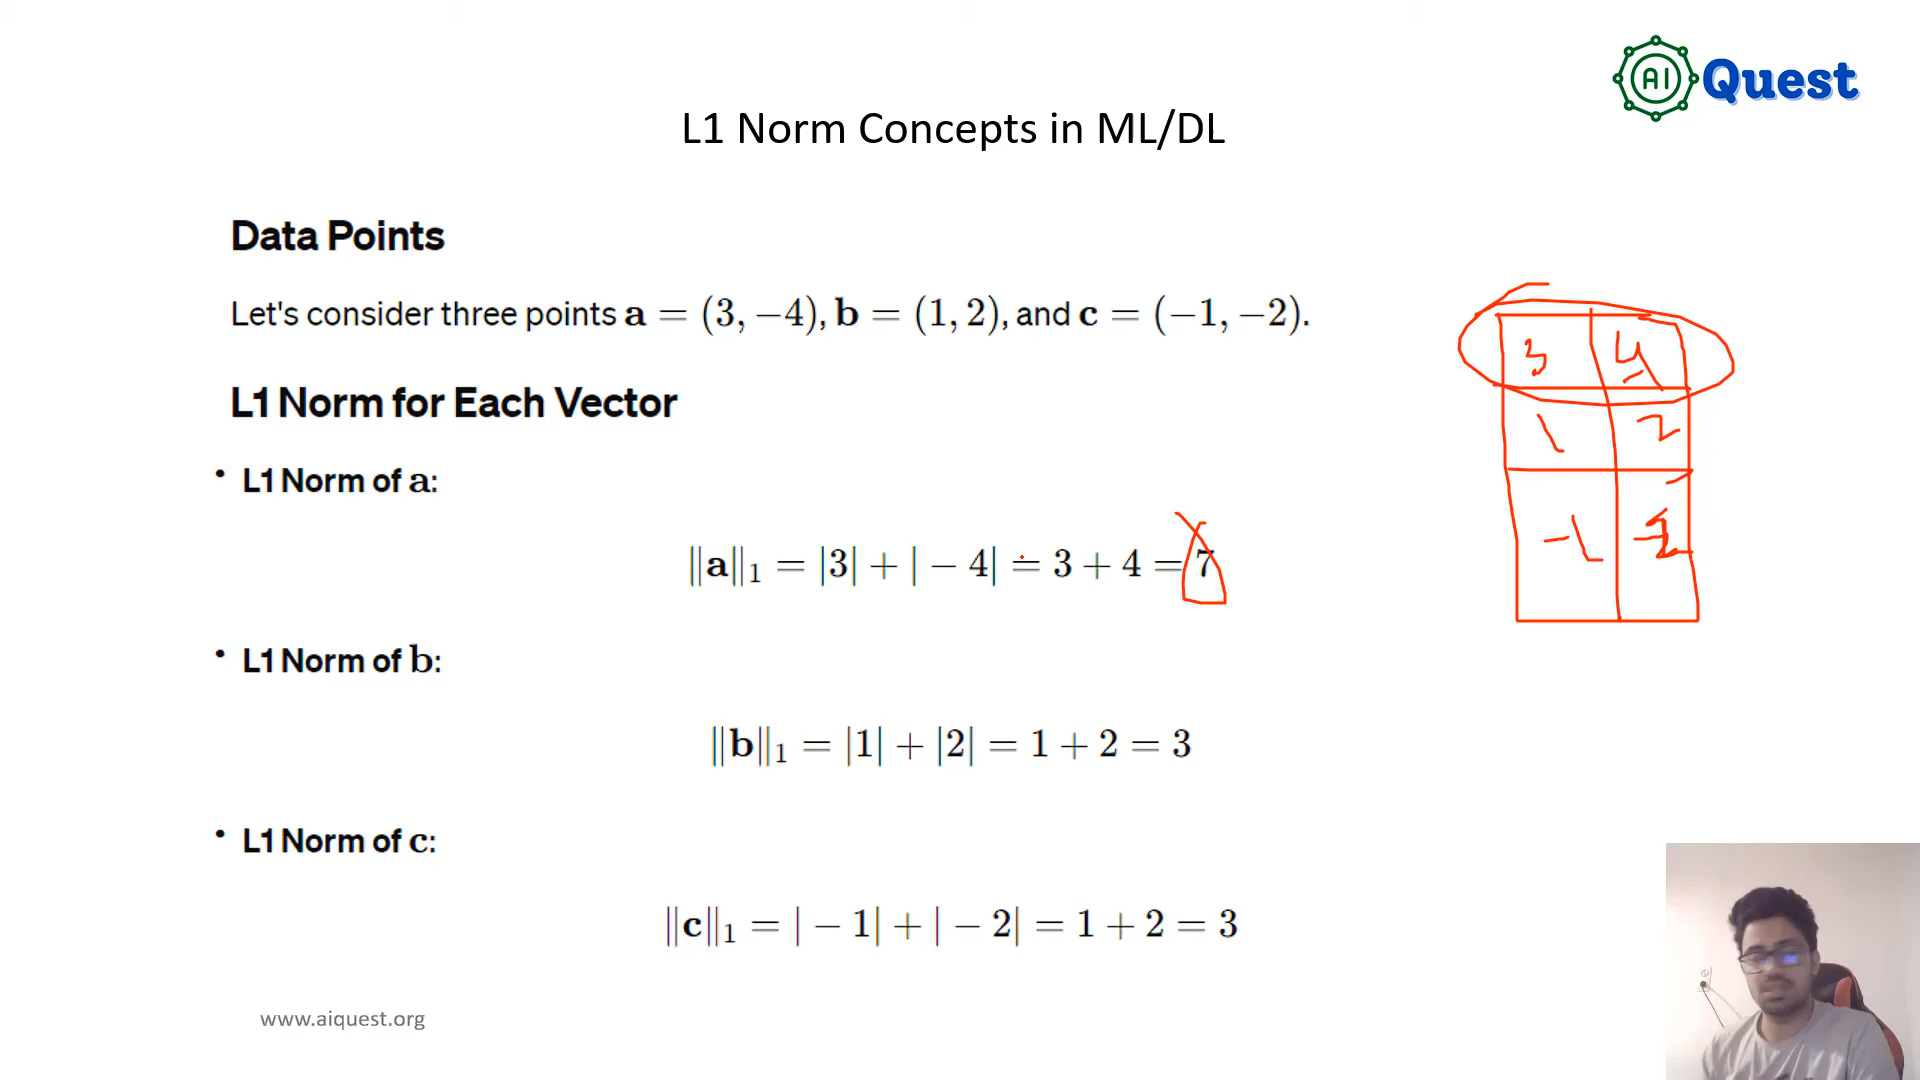 AI Quest
L1 Norm Concepts in ML/DL
Data Points
Let's consider three points a = (3, −4), b = (1, 2), and c = (−1, −2).
L1 Norm for Each Vector
• L1 Norm of a:
‖a‖₁ = |3| + | − 4| = 3 + 4 = 7
• L1 Norm of b:
‖b‖₁ = |1| + |2| = 1 + 2 = 3
• L1 Norm of c:
‖c‖₁ = | − 1| + | − 2| = 1 + 2 = 3
3 4
1 2
-1
www.aiquest.org